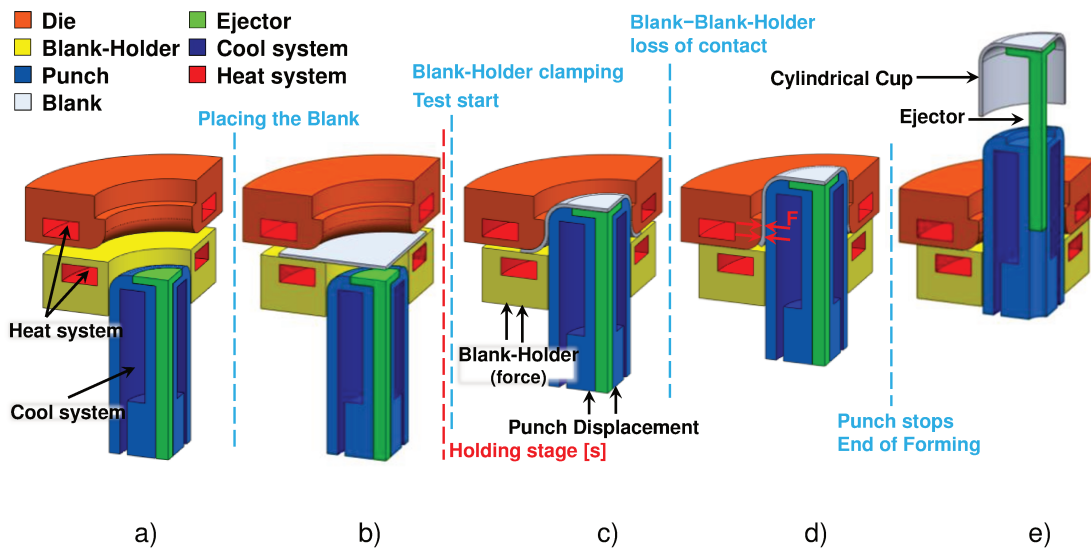 Die
Blank-Holder
Punch
Blank
Ejector
Cool system
Heat system
Placing the Blank
Blank-Holder clamping
Test start
Blank−Blank-Holder
loss of contact
Cylindrical Cup
Ejector
F
Heat system
Cool system
Blank-Holder
(force)
Punch Displacement
Holding stage [s]
Punch stops
End of Forming
a)
b)
c)
d)
e)